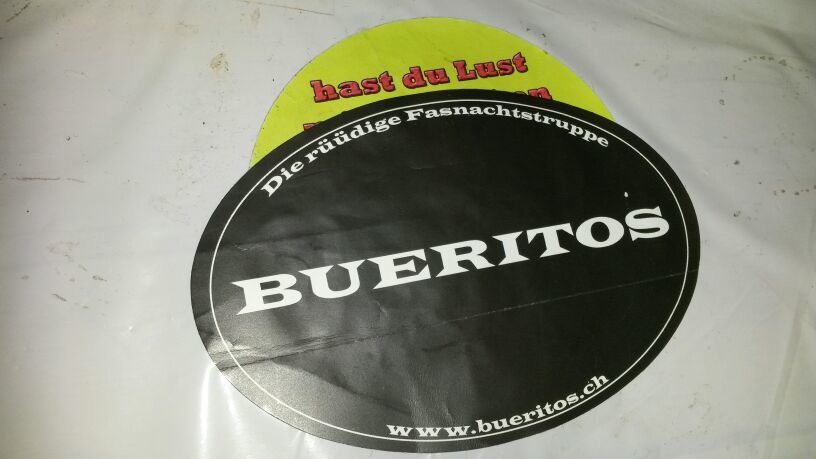 hast du Lust
Die rüüdige Fasnachtstruppe
BUERITOS
www.bueritos.ch